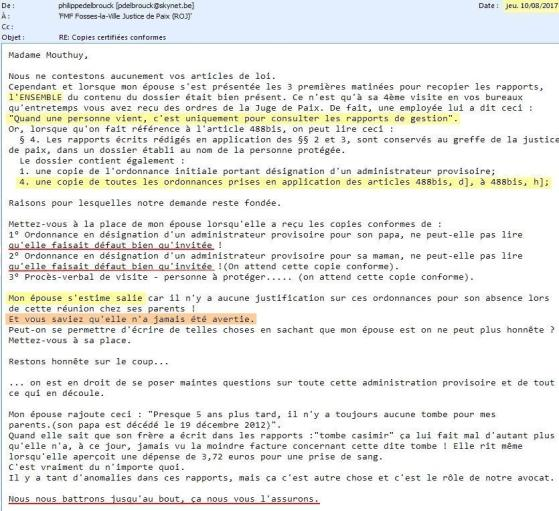 De : philippedelbrouck [pdelbrouck@skynet.be] Date : jeu. 10/08/2017
À : 'PMF Fosses-la-Ville Justice de Paix (ROJ)'
Cc :
Objet : RE: Copies certifiées conformes
Madame Mouthuy,
Nous ne contestons aucunement vos articles de loi.
Cependant et lorsque mon épouse s'est présentée les 3 premières matinées pour recopier les rapports,
l'ENSEMBLE du contenu du dossier était bien présent. Ce n'est qu'à sa 4ème visite en vos bureaux
qu'entretemps vous avez reçu des ordres de la Juge de Paix. De fait, une employée lui a dit ceci :
"Quand une personne vient, c'est uniquement pour consulter les rapports de gestion".
Or, lorsque qu'on fait référence à l'article 488bis, on peut lire ceci :
§ 4. Les rapports écrits rédigés en application des §§ 2 et 3, sont conservés au greffe de la justice
de paix, dans un dossier établi au nom de la personne protégée.
Le dossier contient également :
1. une copie de l'ordonnance initiale portant désignation d'un administrateur provisoire;
4. une copie de toutes les ordonnances prises en application des articles 488bis, d], à 488bis, h];
Raisons pour lesquelles notre demande reste fondée.
Mettez-vous à la place de mon épouse lorsqu'elle a reçu les copies conformes de :
1° Ordonnance en désignation d'un administrateur provisoire pour son papa, ne peut-elle pas lire
qu'elle faisait défaut bien qu'invitée !
2° Ordonnance en désignation d'un administrateur provisoire pour sa maman, ne peut-elle pas lire
qu'elle faisait défaut bien qu'invitée !(On attend cette copie conforme).
3° Procès-verbal de visite - personne à protéger..... (on attend cette copie conforme).
Mon épouse s'estime salie car il n'y a aucune justification sur ces ordonnances pour son absence lors
de cette réunion chez ses parents !
Et vous saviez qu'elle n'a jamais été avertie.
Peut-on se permettre d'écrire de telles choses en sachant que mon épouse est on ne peut plus honnête ?
Mettez-vous à sa place.
Restons honnête sur le coup...
... on est en droit de se poser maintes questions sur toute cette administration provisoire et de tout
ce qui en découle.
Mon épouse rajoute ceci : "Presque 5 ans plus tard, il n'y a toujours aucune tombe pour mes
parents.(son papa est décédé le 19 décembre 2012)".
Quand elle sait que son frère a écrit dans les rapports :"tombe casimir" ça lui fait mal d'autant plus
qu'elle n'a, à ce jour, jamais vu la moindre facture concernant cette dite tombe ! Elle rit même
lorsqu'elle aperçoit une dépense de 3,72 euros pour une prise de sang.
C'est vraiment du n'importe quoi.
Il y a tant d'anomalies dans ces rapports, mais ça c'est autre chose et c'est le rôle de notre avocat.
Nous nous battrons jusqu'au bout, ça nous vous l'assurons.